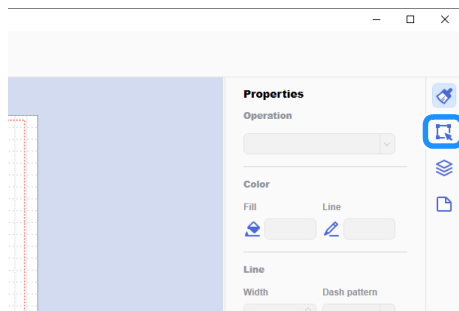 Properties
Operation
Color
Fill Line
Line
Width Dash pattern